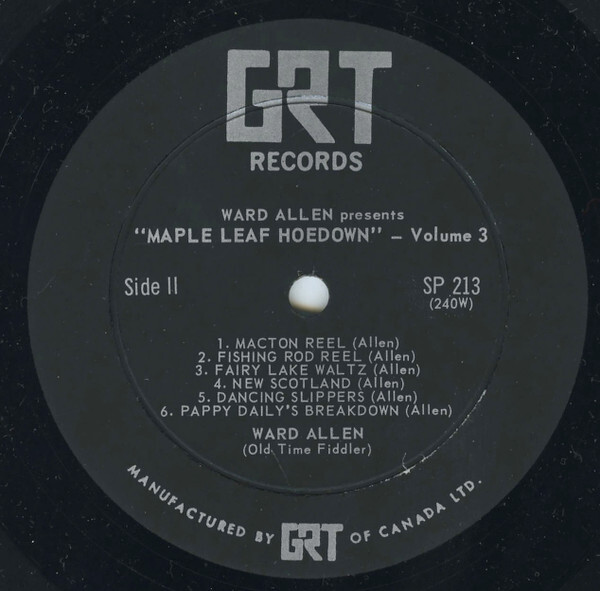 GRT
RECORDS
WARD ALLEN presents
"MAPLE LEAF HOEDOWN" – Volume 3
Side II
SP 213
(240W)
1. MACTON REEL (Allen)
2. FISHING ROD REEL (Allen)
3. FAIRY LAKE WALTZ (Allen)
4. NEW SCOTLAND (Allen)
5. DANCING SLIPPERS (Allen)
6. PAPPY DAILY'S BREAKDOWN (Allen)
WARD ALLEN
(Old Time Fiddler)
MANUFACTURED BY GRT OF CANADA LTD.